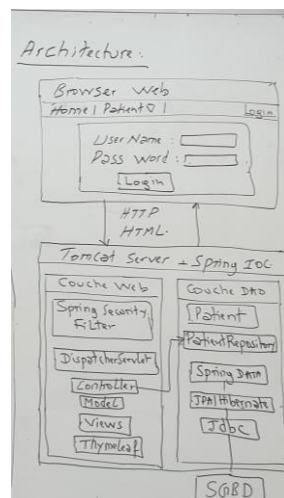 Architecture:
Browser Web
Home | Patient | Login
User Name :
Pass word :
Login
HTTP
HTML
Tomcat Server + Spring IOC
Couche Web
Spring Security
Filter
DispatcherServlet
Controller
Model
Views
Thymeleaf
Couche DAO
Patient
PatientRepository
Spring DATA
JPA | Hibernate
Jdbc
SGBD